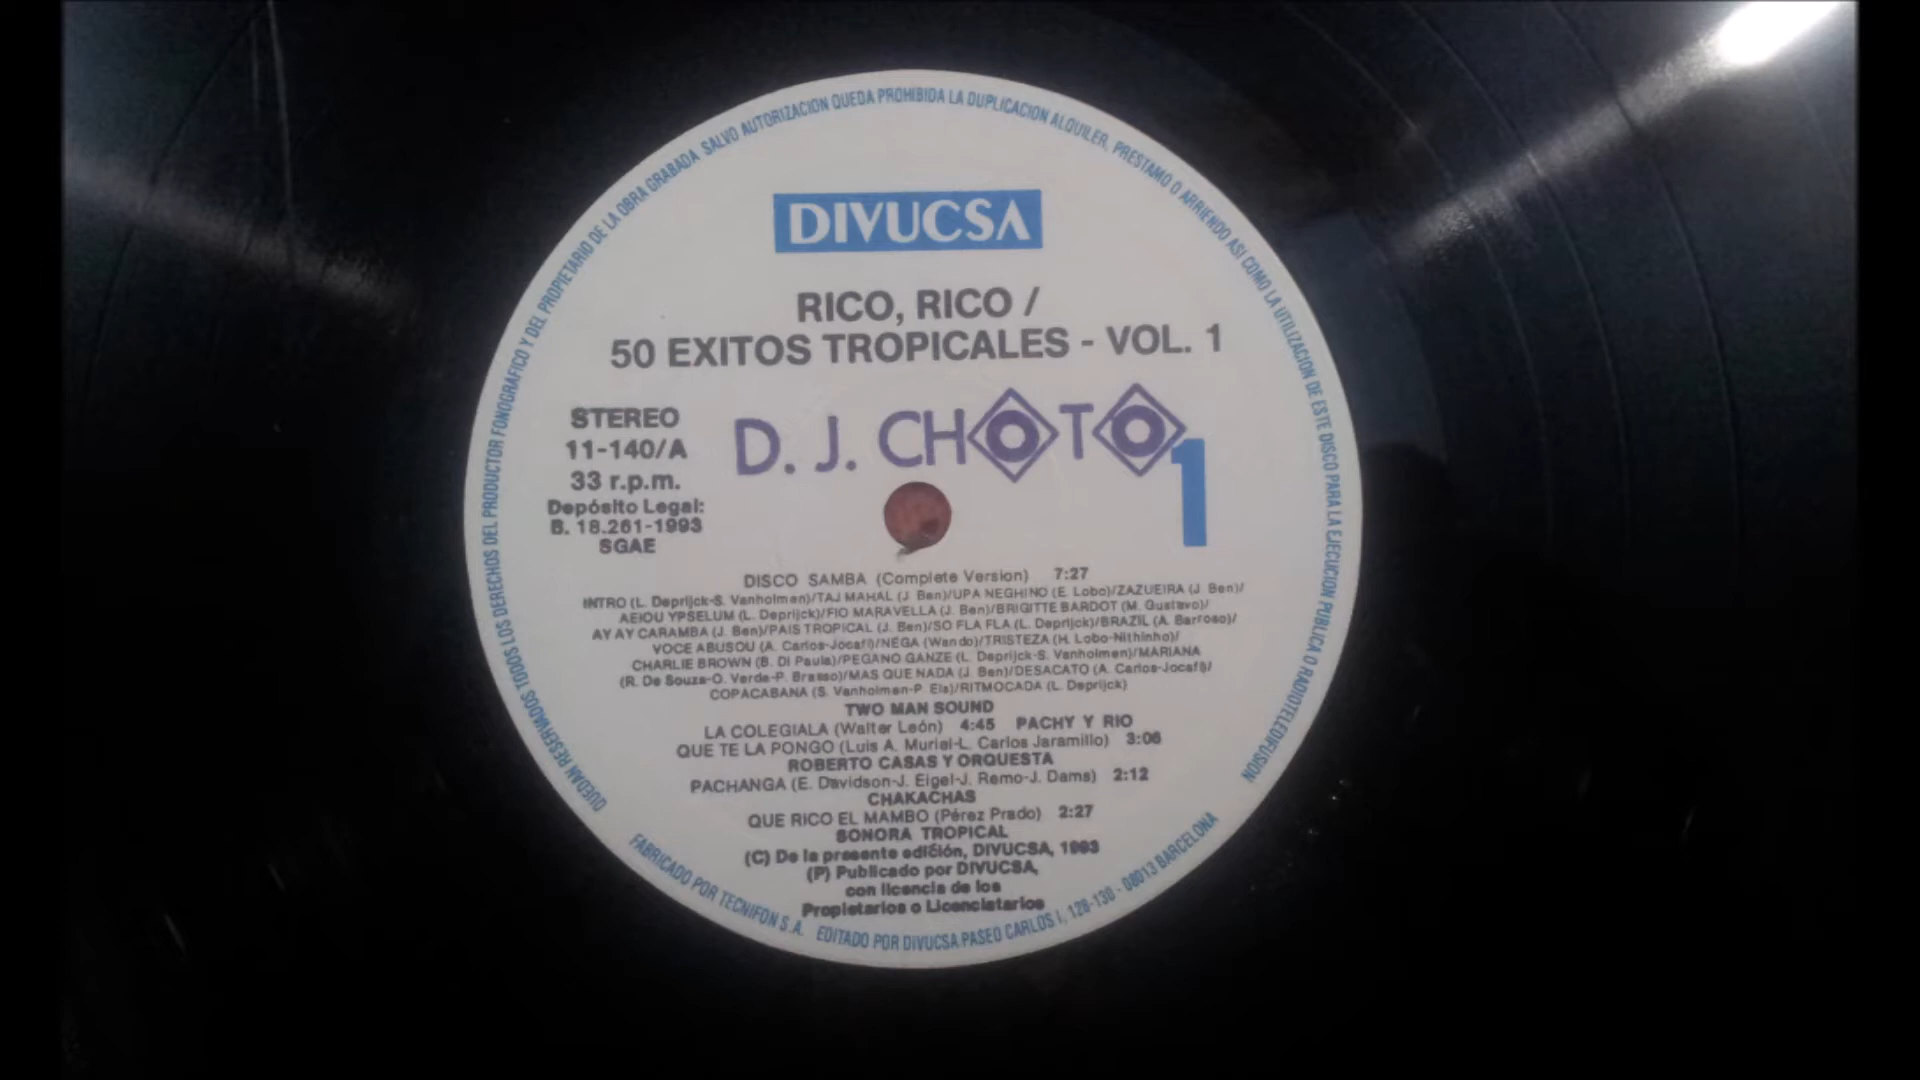 QUEDAN RESERVADOS TODOS LOS DERECHOS DEL PRODUCTOR FONOGRAFICO Y DEL PROPIETARIO DE LA OBRA GRABADA. SALVO AUTORIZACION QUEDA PROHIBIDA LA DUPLICACION ALQUILER, PRESTAMO O ARRIENDO ASI COMO LA UTILIZACION DE ESTE DISCO PARA LA EJECUCION PUBLICA O RADIOTELEDIFUSION
DIVUCSA
RICO, RICO /
50 EXITOS TROPICALES - VOL. 1
STEREO
11-140/A
33 r.p.m.
Depósito Legal:
B. 18.261-1993
SGAE
D. J. CHOTO
1
DISCO SAMBA (Complete Version) 7:27
INTRO (L. Deprijck-S. Vanholmen)/TAJ MAHAL (J. Ben)/UPA NEGHINO (E. Lobo)/ZAZUEIRA (J. Ben)/
AEIOU YPSELUM (L. Deprijck)/FIO MARAVELLA (J. Ben)/BRIGITTE BARDOT (M. Gustavo)/
AY AY CARAMBA (J. Ben)/PAIS TROPICAL (J. Ben)/SO FLA FLA (L. Deprijck)/BRAZIL (A. Barroso)/
VOCE ABUSOU (A. Carlos-Jocafi)/NEGA (Wando)/TRISTEZA (H. Lobo-Nithinho)/
CHARLIE BROWN (B. Di Paula)/PEGANO GANZE (L. Deprijck-S. Vanholmen)/MARIANA
(R. De Souza-O. Verde-P. Brasso)/MAS QUE NADA (J. Ben)/DESACATO (A. Carlos-Jocafi)/
COPACABANA (S. Vanholmen-P. Els)/RITMOCADA (L. Deprijck)
TWO MAN SOUND
LA COLEGIALA (Walter León) 4:45 PACHY Y RIO
QUE TE LA PONGO (Luis A. Muriel-L. Carlos Jaramillo) 3:06
ROBERTO CASAS Y ORQUESTA
PACHANGA (E. Davidson-J. Eigel-J. Remo-J. Dams) 2:12
CHAKACHAS
QUE RICO EL MAMBO (Pérez Prado) 2:27
SONORA TROPICAL
(C) De la presente edición, DIVUCSA, 1993
(P) Publicado por DIVUCSA,
con licencia de los
Propietarios o Licenciatarios
FABRICADO POR TECNIFON S.A. EDITADO POR DIVUCSA PASEO CARLOS I, 128-130 - 08013 BARCELONA